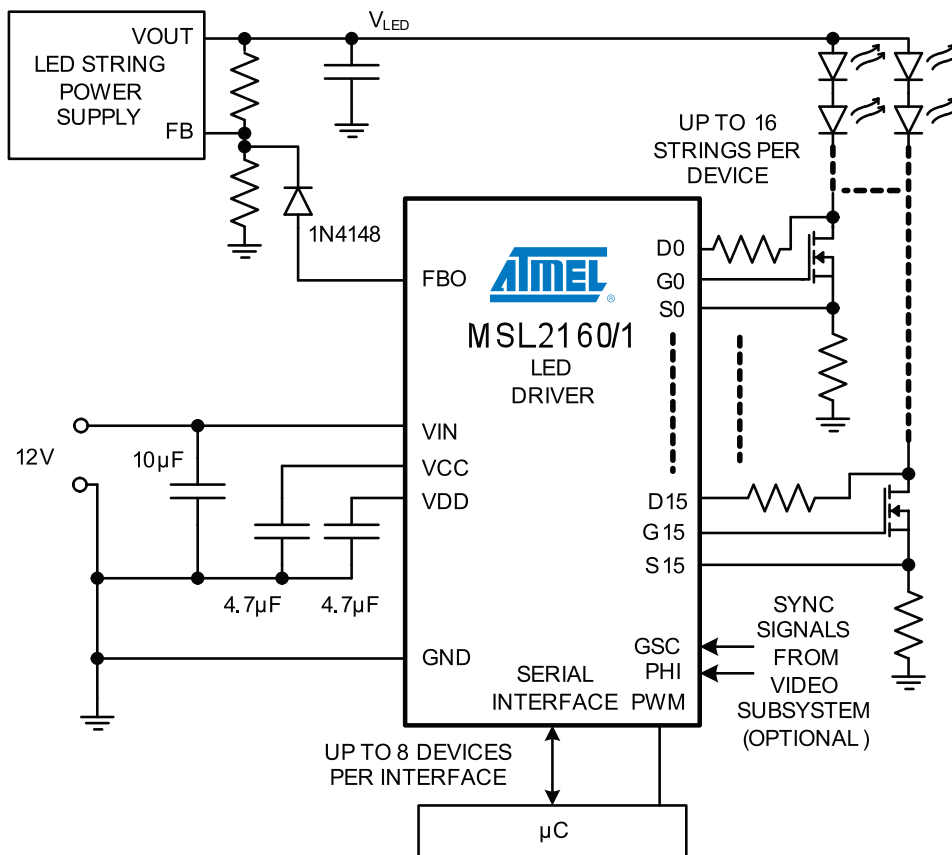 VOUT
LED STRING
POWER
SUPPLY
FB
VLED
UP TO 16
STRINGS PER
DEVICE
1N4148
FBO
ATMEL
®
MSL2160/1
LED
DRIVER
D0
G0
S0
12V
10µF
VIN
VCC
VDD
4.7µF
4.7µF
GND
D15
G15
S15
GSC
PHI
PWM
SERIAL
INTERFACE
SYNC
SIGNALS
FROM
VIDEO
SUBSYSTEM
(OPTIONAL )
UP TO 8 DEVICES
PER INTERFACE
µC